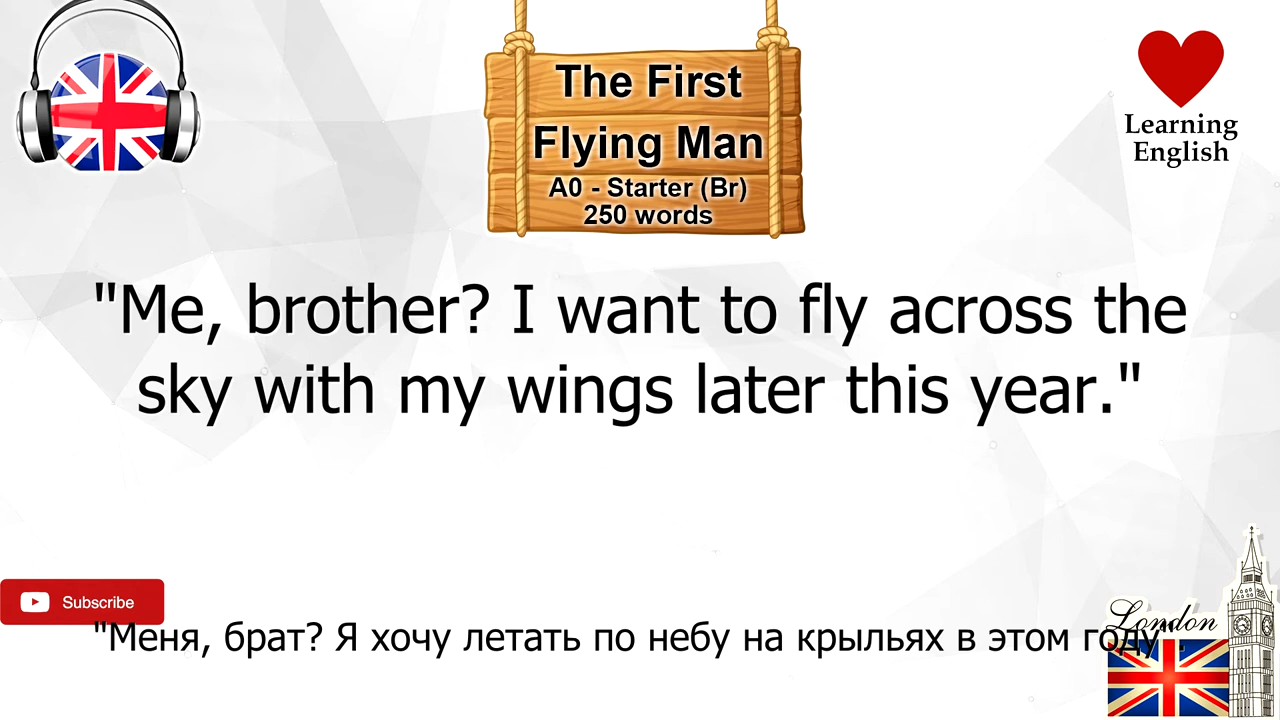 The First
Flying Man
A0 - Starter (Br)
250 words
Learning
English
"Me, brother? I want to fly across the
sky with my wings later this year."
Subscribe
London
"Меня, брат? Я хочу летать по небу на крыльях в этом году".